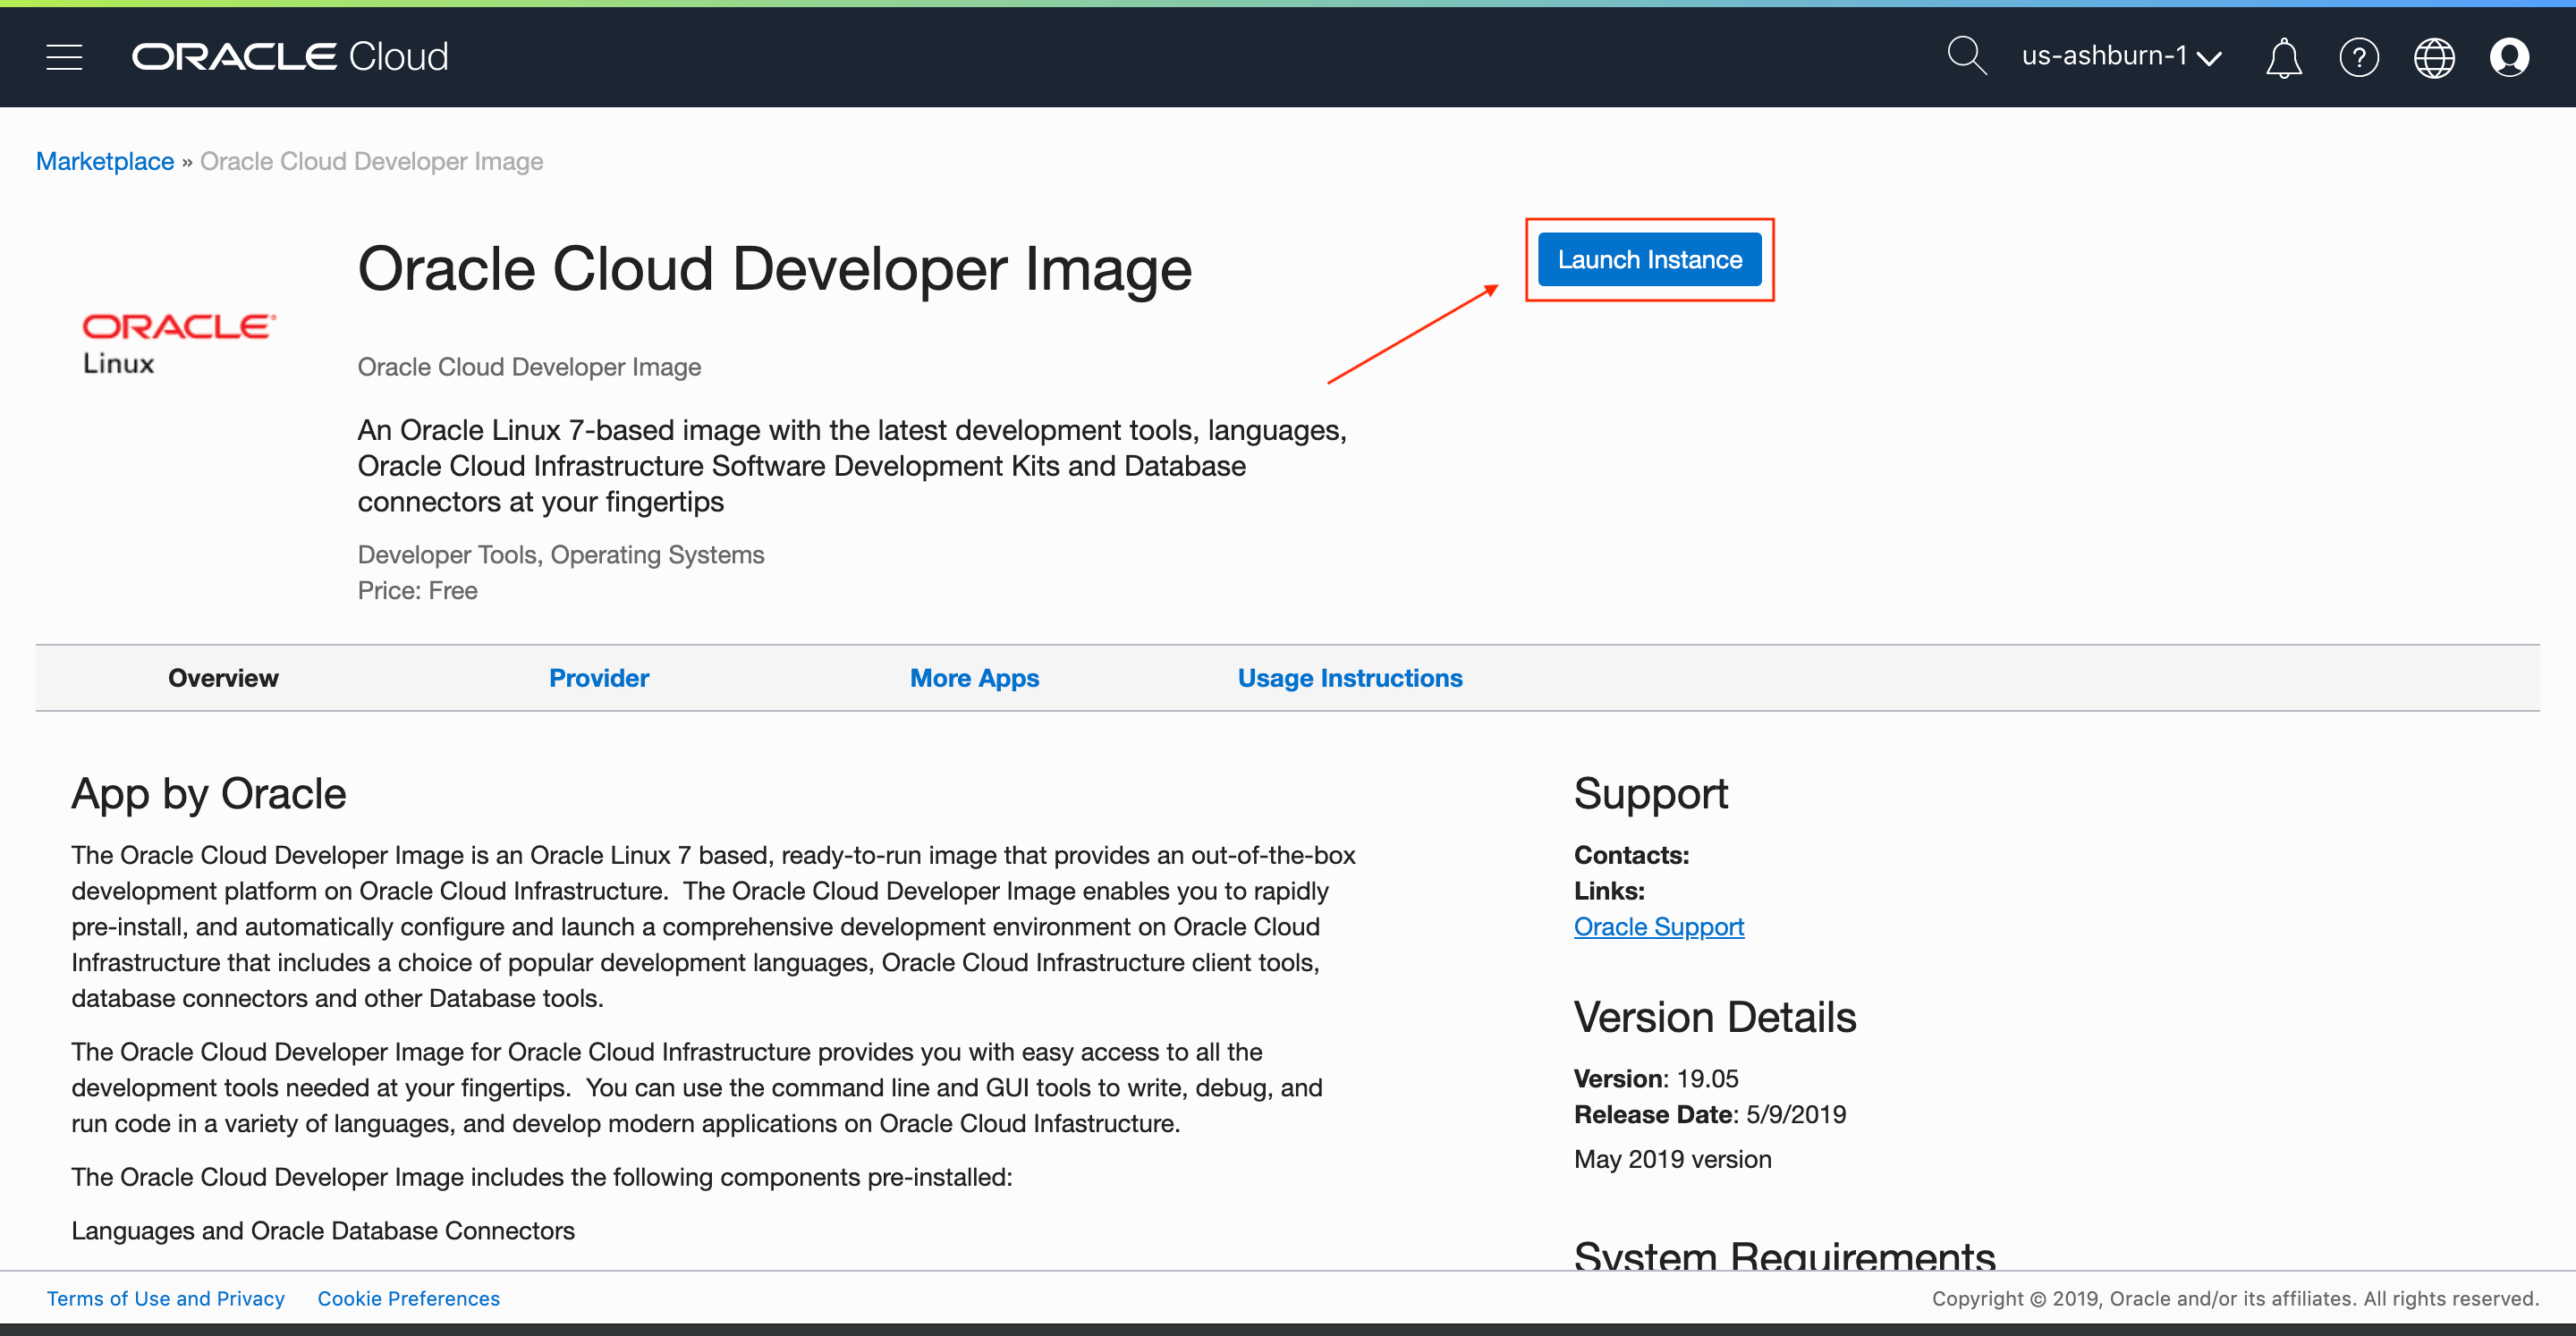 ORACLE Cloud
us-ashburn-1
Marketplace » Oracle Cloud Developer Image
ORACLE
Linux
Oracle Cloud Developer Image
Launch Instance
Oracle Cloud Developer Image
An Oracle Linux 7-based image with the latest development tools, languages,
Oracle Cloud Infrastructure Software Development Kits and Database
connectors at your fingertips
Developer Tools, Operating Systems
Price: Free
Overview
Provider
More Apps
Usage Instructions
App by Oracle
The Oracle Cloud Developer Image is an Oracle Linux 7 based, ready-to-run image that provides an out-of-the-box
development platform on Oracle Cloud Infrastructure.  The Oracle Cloud Developer Image enables you to rapidly
pre-install, and automatically configure and launch a comprehensive development environment on Oracle Cloud
Infrastructure that includes a choice of popular development languages, Oracle Cloud Infrastructure client tools,
database connectors and other Database tools.
The Oracle Cloud Developer Image for Oracle Cloud Infrastructure provides you with easy access to all the
development tools needed at your fingertips.  You can use the command line and GUI tools to write, debug, and
run code in a variety of languages, and develop modern applications on Oracle Cloud Infastructure.
The Oracle Cloud Developer Image includes the following components pre-installed:
Languages and Oracle Database Connectors
Support
Contacts:
Links:
Oracle Support
Version Details
Version: 19.05
Release Date: 5/9/2019
May 2019 version
System Requirements
Terms of Use and Privacy
Cookie Preferences
Copyright © 2019, Oracle and/or its affiliates. All rights reserved.